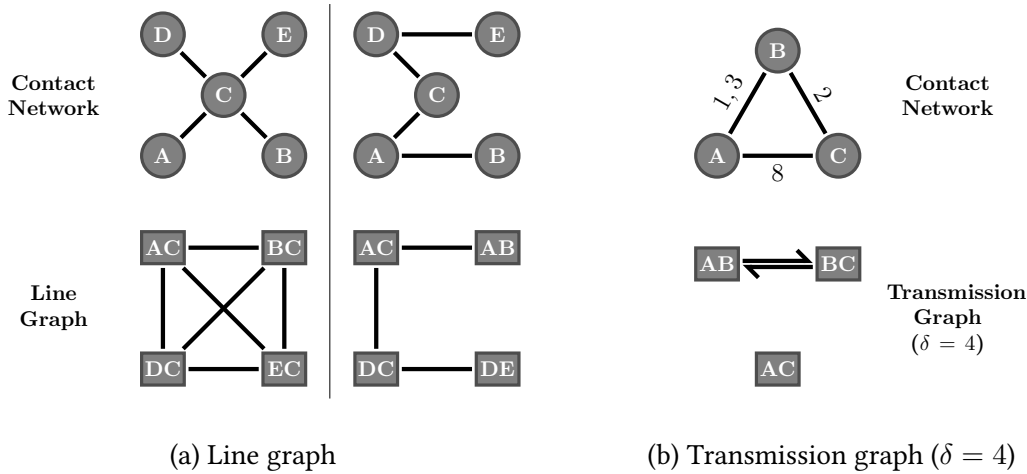 Contact
Network
D E
C
A B
D E
C
A B
B
1, 3 2
A C
8
Contact
Network
Line
Graph
AC BC
DC EC
AC AB
DC DE
AB BC
AC
Transmission
Graph
(δ = 4)
(a) Line graph
(b) Transmission graph (δ = 4)